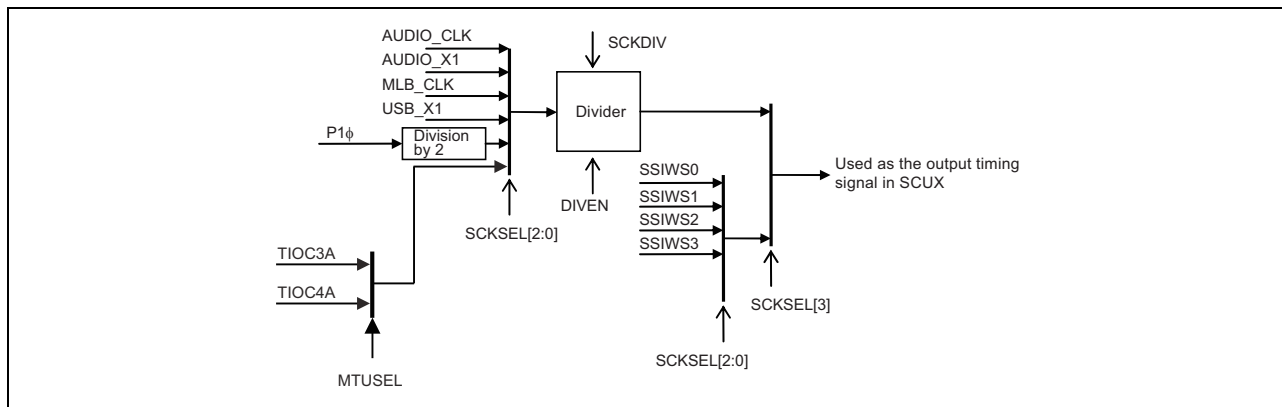 AUDIO_CLK
AUDIO_X1
MLB_CLK
USB_X1
P1ϕ
Division
by 2
SCKDIV
Divider
DIVEN
SCKSEL[2:0]
TIOC3A
TIOC4A
MTUSEL
SSIWS0
SSIWS1
SSIWS2
SSIWS3
SCKSEL[2:0]
SCKSEL[3]
Used as the output timing
signal in SCUX